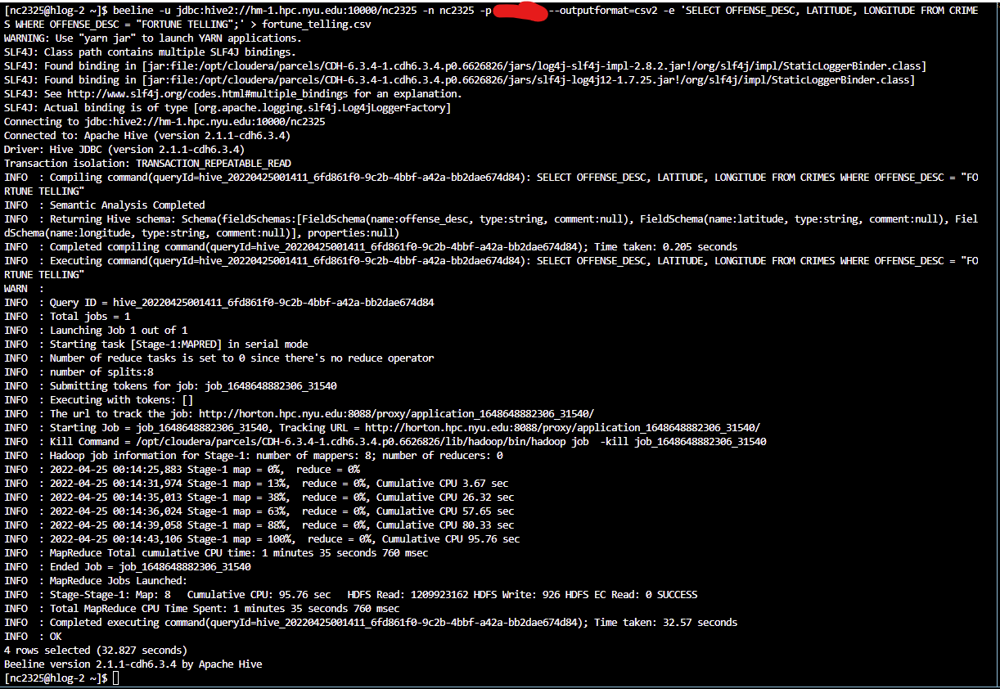 [nc2325@hlog-2 ~]$ beeline -u jdbc:hive2://hm-1.hpc.nyu.edu:10000/nc2325 -n nc2325 -p --outputformat=csv2 -e 'SELECT OFFENSE_DESC, LATITUDE, LONGITUDE FROM CRIME
S WHERE OFFENSE_DESC = "FORTUNE TELLING";' > fortune_telling.csv
WARNING: Use "yarn jar" to launch YARN applications.
SLF4J: Class path contains multiple SLF4J bindings.
SLF4J: Found binding in [jar:file:/opt/cloudera/parcels/CDH-6.3.4-1.cdh6.3.4.p0.6626826/jars/log4j-slf4j-impl-2.8.2.jar!/org/slf4j/impl/StaticLoggerBinder.class]
SLF4J: Found binding in [jar:file:/opt/cloudera/parcels/CDH-6.3.4-1.cdh6.3.4.p0.6626826/jars/slf4j-log4j12-1.7.25.jar!/org/slf4j/impl/StaticLoggerBinder.class]
SLF4J: See http://www.slf4j.org/codes.html#multiple_bindings for an explanation.
SLF4J: Actual binding is of type [org.apache.logging.slf4j.Log4jLoggerFactory]
Connecting to jdbc:hive2://hm-1.hpc.nyu.edu:10000/nc2325
Connected to: Apache Hive (version 2.1.1-cdh6.3.4)
Driver: Hive JDBC (version 2.1.1-cdh6.3.4)
Transaction isolation: TRANSACTION_REPEATABLE_READ
INFO  : Compiling command(queryId=hive_20220425001411_6fd861f0-9c2b-4bbf-a42a-bb2dae674d84): SELECT OFFENSE_DESC, LATITUDE, LONGITUDE FROM CRIMES WHERE OFFENSE_DESC = "FO
RTUNE TELLING"
INFO  : Semantic Analysis Completed
INFO  : Returning Hive schema: Schema(fieldSchemas:[FieldSchema(name:offense_desc, type:string, comment:null), FieldSchema(name:latitude, type:string, comment:null), Fiel
dSchema(name:longitude, type:string, comment:null)], properties:null)
INFO  : Completed compiling command(queryId=hive_20220425001411_6fd861f0-9c2b-4bbf-a42a-bb2dae674d84); Time taken: 0.205 seconds
INFO  : Executing command(queryId=hive_20220425001411_6fd861f0-9c2b-4bbf-a42a-bb2dae674d84): SELECT OFFENSE_DESC, LATITUDE, LONGITUDE FROM CRIMES WHERE OFFENSE_DESC = "FO
RTUNE TELLING"
WARN  :
INFO  : Query ID = hive_20220425001411_6fd861f0-9c2b-4bbf-a42a-bb2dae674d84
INFO  : Total jobs = 1
INFO  : Launching Job 1 out of 1
INFO  : Starting task [Stage-1:MAPRED] in serial mode
INFO  : Number of reduce tasks is set to 0 since there's no reduce operator
INFO  : number of splits:8
INFO  : Submitting tokens for job: job_1648648882306_31540
INFO  : Executing with tokens: []
INFO  : The url to track the job: http://horton.hpc.nyu.edu:8088/proxy/application_1648648882306_31540/
INFO  : Starting Job = job_1648648882306_31540, Tracking URL = http://horton.hpc.nyu.edu:8088/proxy/application_1648648882306_31540/
INFO  : Kill Command = /opt/cloudera/parcels/CDH-6.3.4-1.cdh6.3.4.p0.6626826/lib/hadoop/bin/hadoop job  -kill job_1648648882306_31540
INFO  : Hadoop job information for Stage-1: number of mappers: 8; number of reducers: 0
INFO  : 2022-04-25 00:14:25,883 Stage-1 map = 0%,  reduce = 0%
INFO  : 2022-04-25 00:14:31,974 Stage-1 map = 13%,  reduce = 0%, Cumulative CPU 3.67 sec
INFO  : 2022-04-25 00:14:35,013 Stage-1 map = 38%,  reduce = 0%, Cumulative CPU 26.32 sec
INFO  : 2022-04-25 00:14:36,024 Stage-1 map = 63%,  reduce = 0%, Cumulative CPU 57.65 sec
INFO  : 2022-04-25 00:14:39,058 Stage-1 map = 88%,  reduce = 0%, Cumulative CPU 80.33 sec
INFO  : 2022-04-25 00:14:43,106 Stage-1 map = 100%,  reduce = 0%, Cumulative CPU 95.76 sec
INFO  : MapReduce Total cumulative CPU time: 1 minutes 35 seconds 760 msec
INFO  : Ended Job = job_1648648882306_31540
INFO  : MapReduce Jobs Launched:
INFO  : Stage-Stage-1: Map: 8   Cumulative CPU: 95.76 sec   HDFS Read: 1209923162 HDFS Write: 926 HDFS EC Read: 0 SUCCESS
INFO  : Total MapReduce CPU Time Spent: 1 minutes 35 seconds 760 msec
INFO  : Completed executing command(queryId=hive_20220425001411_6fd861f0-9c2b-4bbf-a42a-bb2dae674d84); Time taken: 32.57 seconds
INFO  : OK
4 rows selected (32.827 seconds)
Beeline version 2.1.1-cdh6.3.4 by Apache Hive
[nc2325@hlog-2 ~]$